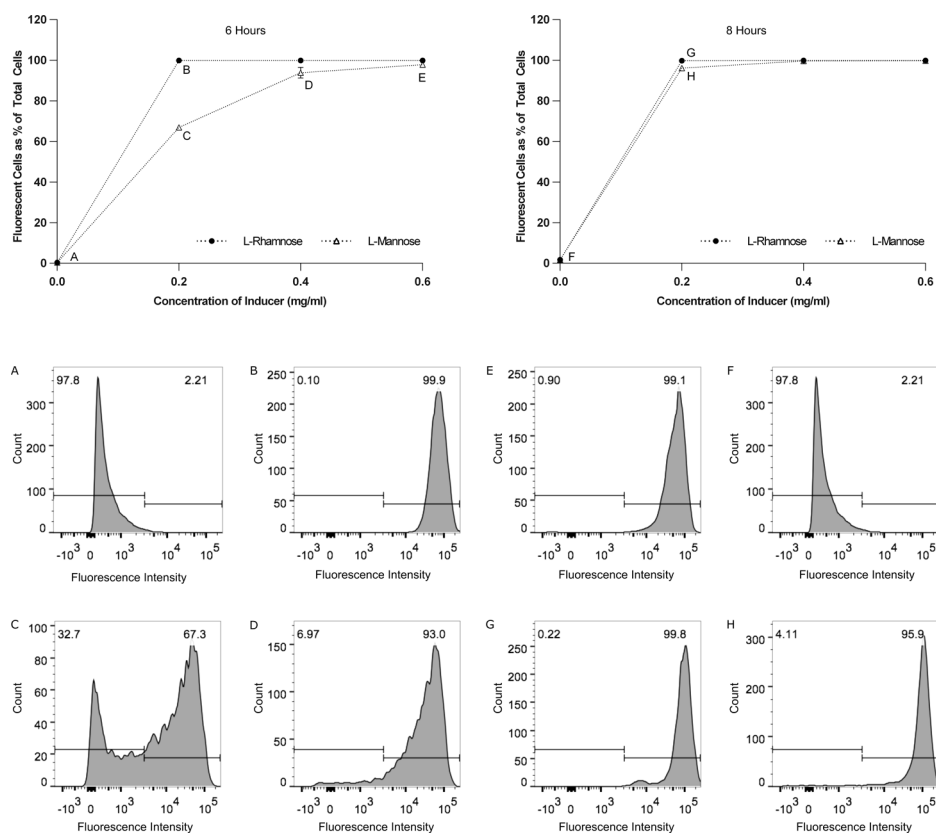 6 Hours
Fluorescent Cells as % of Total Cells
120
100
80
60
40
20
0
A
B
C
D
E
L-Rhamnose
L-Mannose
0.0
0.2
0.4
0.6
Concentration of Inducer (mg/ml)
8 Hours
Fluorescent Cells as % of Total Cells
120
100
80
60
40
20
0
F
G
H
L-Rhamnose
L-Mannose
0.0
0.2
0.4
0.6
Concentration of Inducer (mg/ml)
A
97.8
2.21
Count
300
200
100
0
-10³ 0 10³ 10⁴ 10⁵
Fluorescence Intensity
B
0.10
99.9
Count
250
200
150
100
50
0
-10³ 0 10³ 10⁴ 10⁵
Fluorescence Intensity
E
0.90
99.1
Count
250
200
150
100
50
0
-10³ 0 10³ 10⁴ 10⁵
Fluorescence Intensity
F
97.8
2.21
Count
300
200
100
0
-10³ 0 10³ 10⁴ 10⁵
Fluorescence Intensity
C
32.7
67.3
Count
100
80
60
40
20
0
-10³ 0 10³ 10⁴ 10⁵
Fluorescence Intensity
D
6.97
93.0
Count
150
100
50
0
-10³ 0 10³ 10⁴ 10⁵
Fluorescence Intensity
G
0.22
99.8
Count
250
200
150
100
50
0
-10³ 0 10³ 10⁴ 10⁵
Fluorescence Intensity
H
4.11
95.9
Count
300
200
100
0
-10³ 0 10³ 10⁴ 10⁵
Fluorescence Intensity